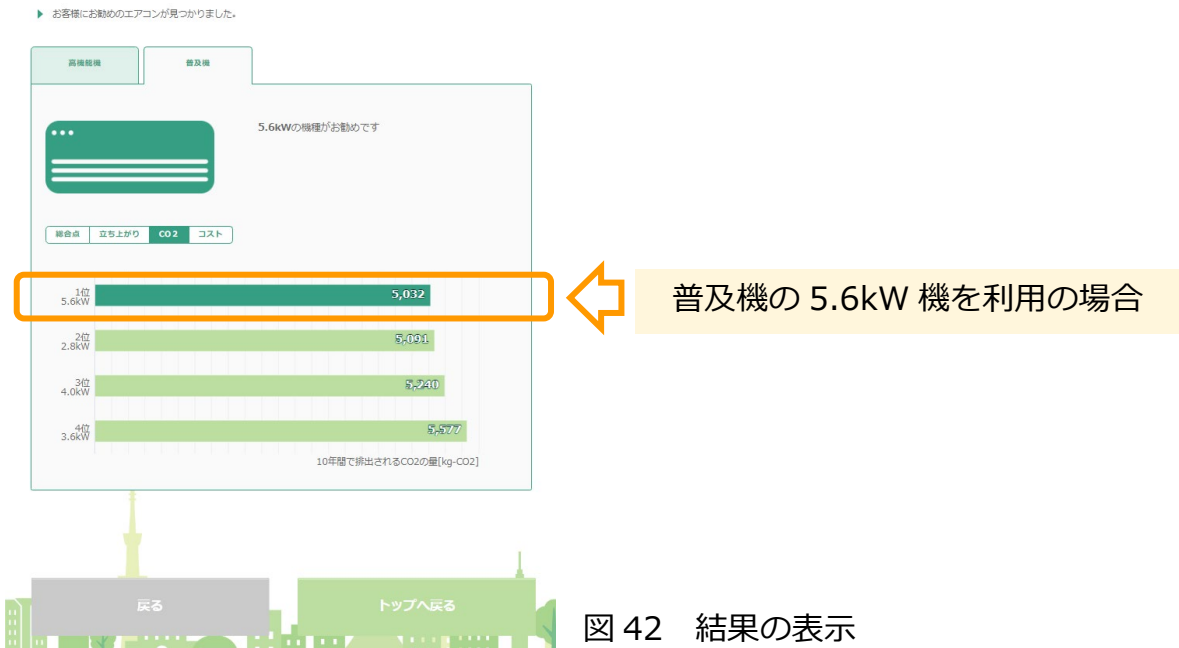 お客様にお勧めのエアコンが見つかりました。
高機能機
普及機
5.6kWの機種がお勧めです
総合点 立ち上がり CO2 コスト
1位
5.6kW
5,032
普及機の 5.6kW 機を利用の場合
2位
2.8kW
5,091
3位
4.0kW
5,240
4位
3.6kW
5,577
10年間で排出されるCO2の量[kg-CO2]
戻る
トップへ戻る
図 42 結果の表示